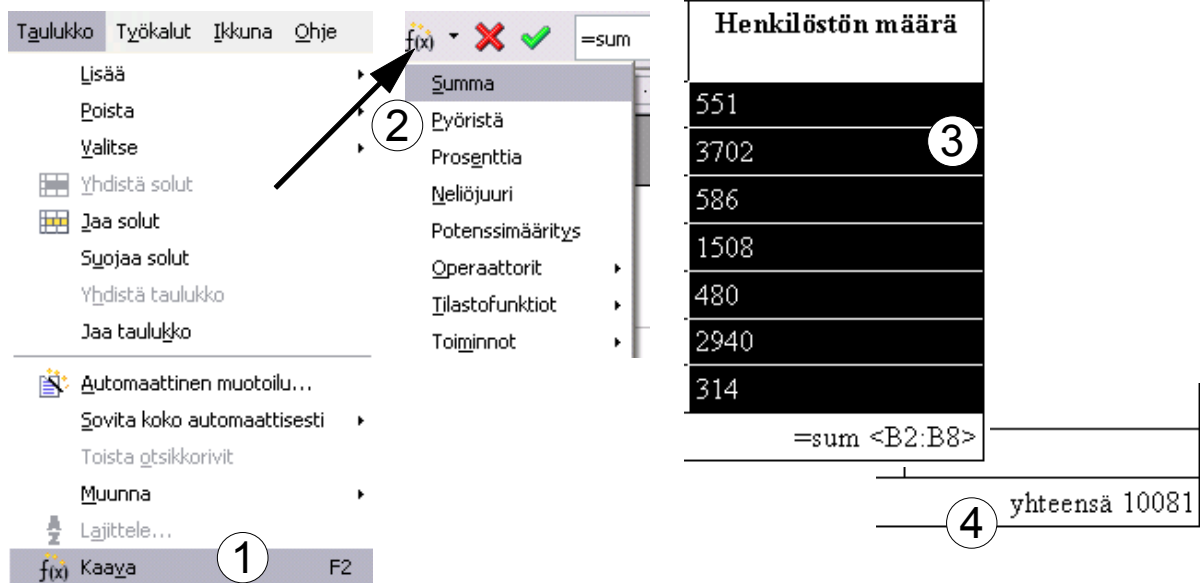 Taulukko Työkalut Ikkuna Ohje
Lisää
Poista
Valitse
Yhdistä solut
Jaa solut
Suojaa solut
Yhdistä taulukko
Jaa taulukko
Automaattinen muotoilu...
Sovita koko automaattisesti
Toista otsikkorivit
Muunna
Lajittele...
f(x) Kaava F2
1
f(x) =sum
2
Summa
Pyöristä
Prosenttia
Neliöjuuri
Potenssimääritys
Operaattorit
Tilastofunktiot
Toiminnot
Henkilöstön määrä
551
3702
3
586
1508
480
2940
314
=sum <B2:B8>
yhteensä 10081
4